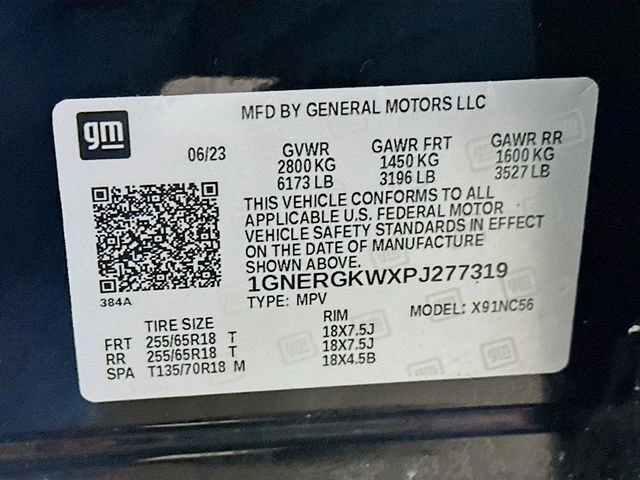 gm
MFD BY GENERAL MOTORS LLC
06/23 GVWR GAWR FRT GAWR RR
2800 KG 1450 KG 1600 KG
6173 LB 3196 LB 3527 LB
THIS VEHICLE CONFORMS TO ALL
APPLICABLE U.S. FEDERAL MOTOR
VEHICLE SAFETY STANDARDS IN EFFECT
ON THE DATE OF MANUFACTURE
SHOWN ABOVE.
1GNERGKWXPJ277319
384A
TYPE: MPV MODEL: X91NC56
TIRE SIZE RIM
FRT 255/65R18 T 18X7.5J
RR 255/65R18 T 18X7.5J
SPA T135/70R18 M 18X4.5B